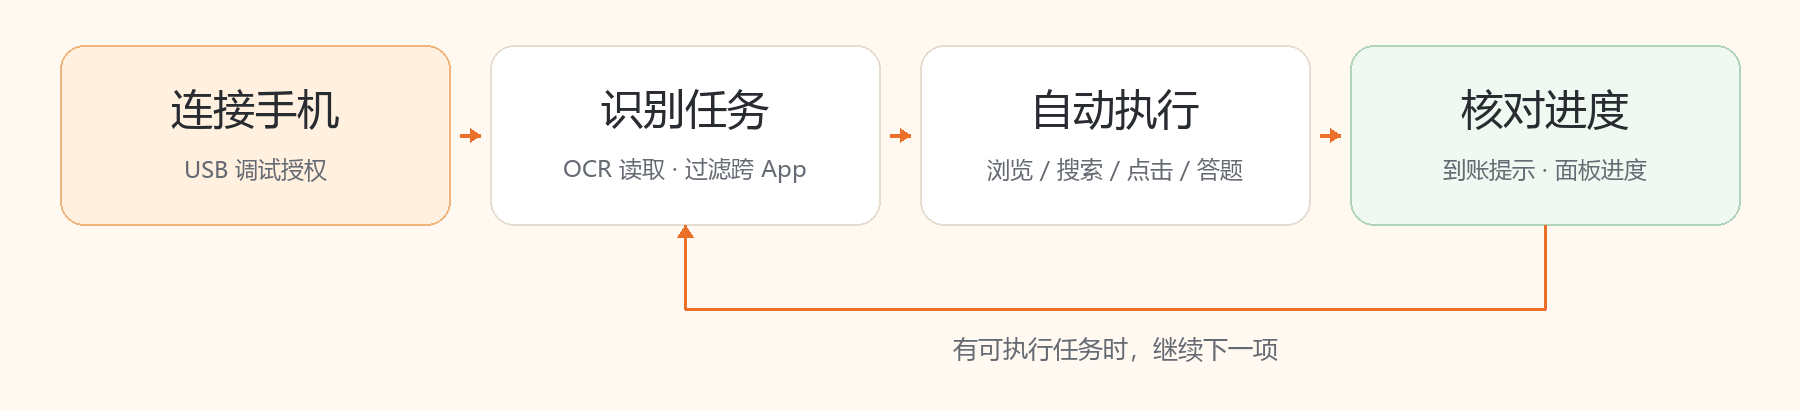 连接手机
USB 调试授权
识别任务
OCR 读取 · 过滤跨 App
自动执行
浏览 / 搜索 / 点击 / 答题
核对进度
到账提示 · 面板进度
有可执行任务时，继续下一项